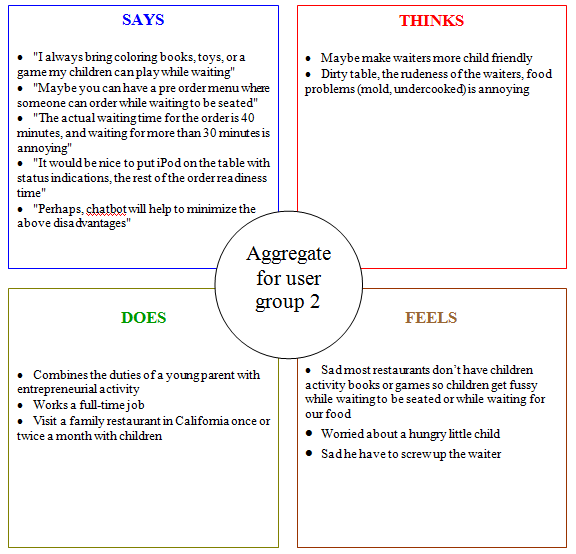 SAYS
• "I always bring coloring books, toys, or a
game my children can play while waiting"
• "Maybe you can have a pre order menu where
someone can order while waiting to be seated"
• "The actual waiting time for the order is 40
minutes, and waiting for more than 30 minutes is
annoying"
• "It would be nice to put iPod on the table with
status indications, the rest of the order readiness
time"
• "Perhaps, chatbot will help to minimize the
above disadvantages"
THINKS
• Maybe make waiters more child friendly
• Dirty table, the rudeness of the waiters, food
problems (mold, undercooked) is annoying
Aggregate
for user
group 2
DOES
• Combines the duties of a young parent with
entrepreneurial activity
• Works a full-time job
• Visit a family restaurant in California once or
twice a month with children
FEELS
• Sad most restaurants don’t have children
activity books or games so children get fussy
while waiting to be seated or while waiting for
our food
• Worried about a hungry little child
• Sad he have to screw up the waiter